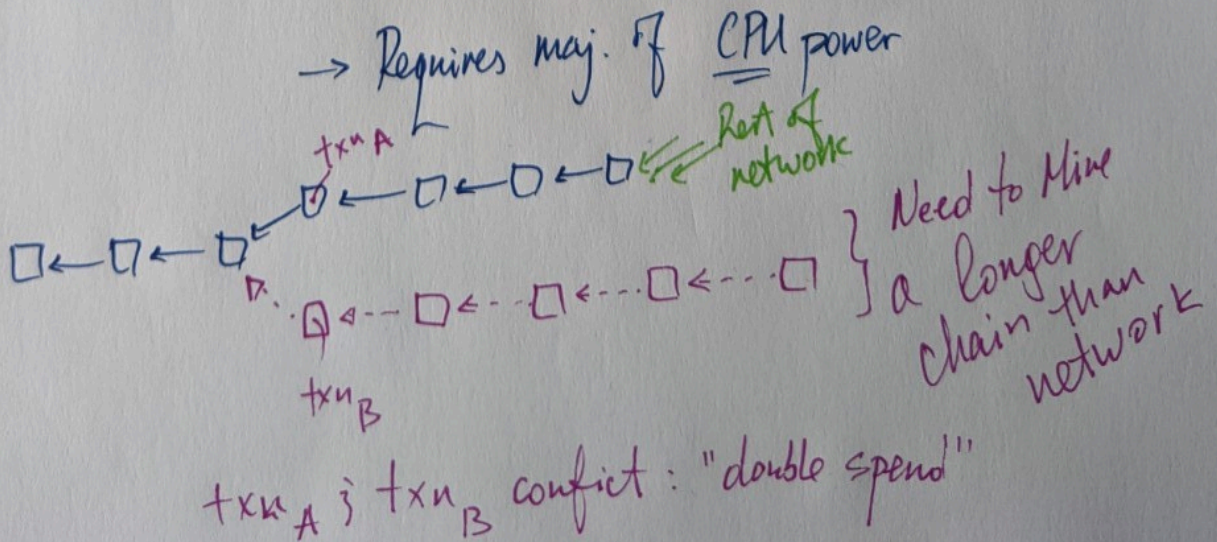 → Requires maj. of CPU power
txn A
Rest of
network
Need to Mine
a longer
chain than
network
txn B
txn A ; txn B confict : "double spend"